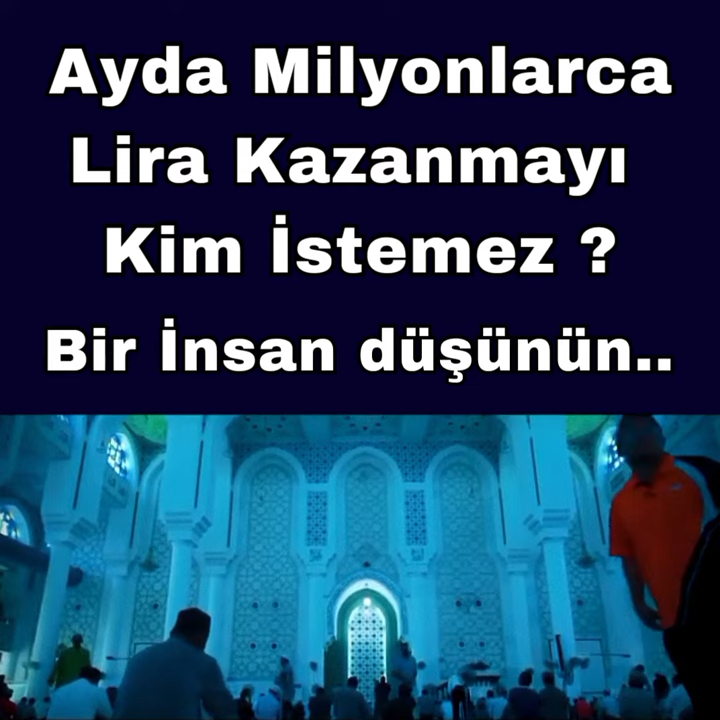 Ayda Milyonlarca
Lira Kazanmayı
Kim İstemez ?
Bir İnsan düşünün..